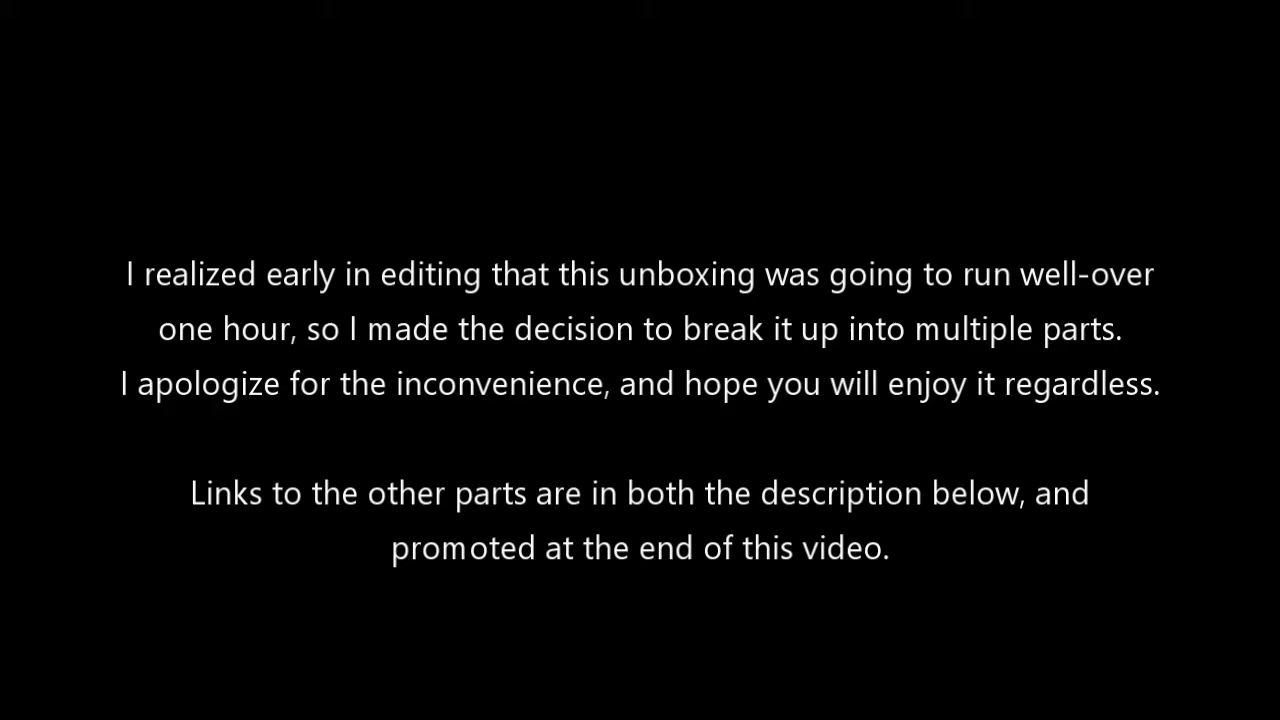 I realized early in editing that this unboxing was going to run well-over
one hour, so I made the decision to break it up into multiple parts.
I apologize for the inconvenience, and hope you will enjoy it regardless.
Links to the other parts are in both the description below, and
promoted at the end of this video.